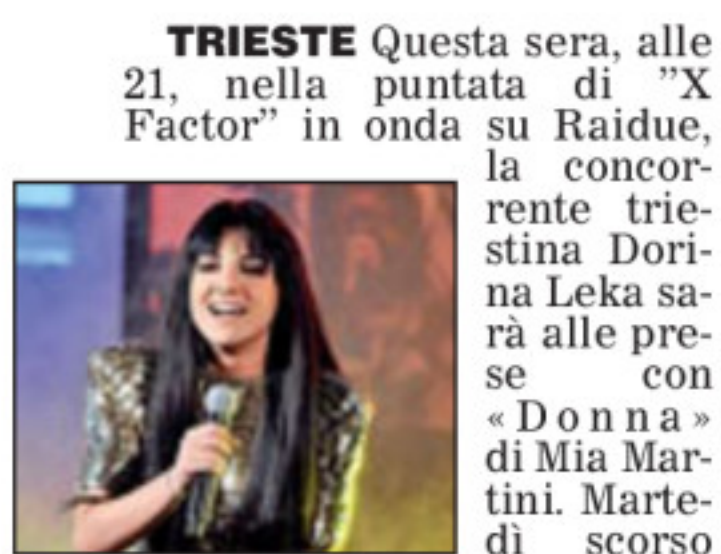 TRIESTE Questa sera, alle
21, nella puntata di ”X
Factor” in onda su Raidue,
la concor-
rente trie-
stina Dori-
na Leka sa-
rà alle pre-
se con
«Donna»
di Mia Mar-
tini. Marte-
dì scorso